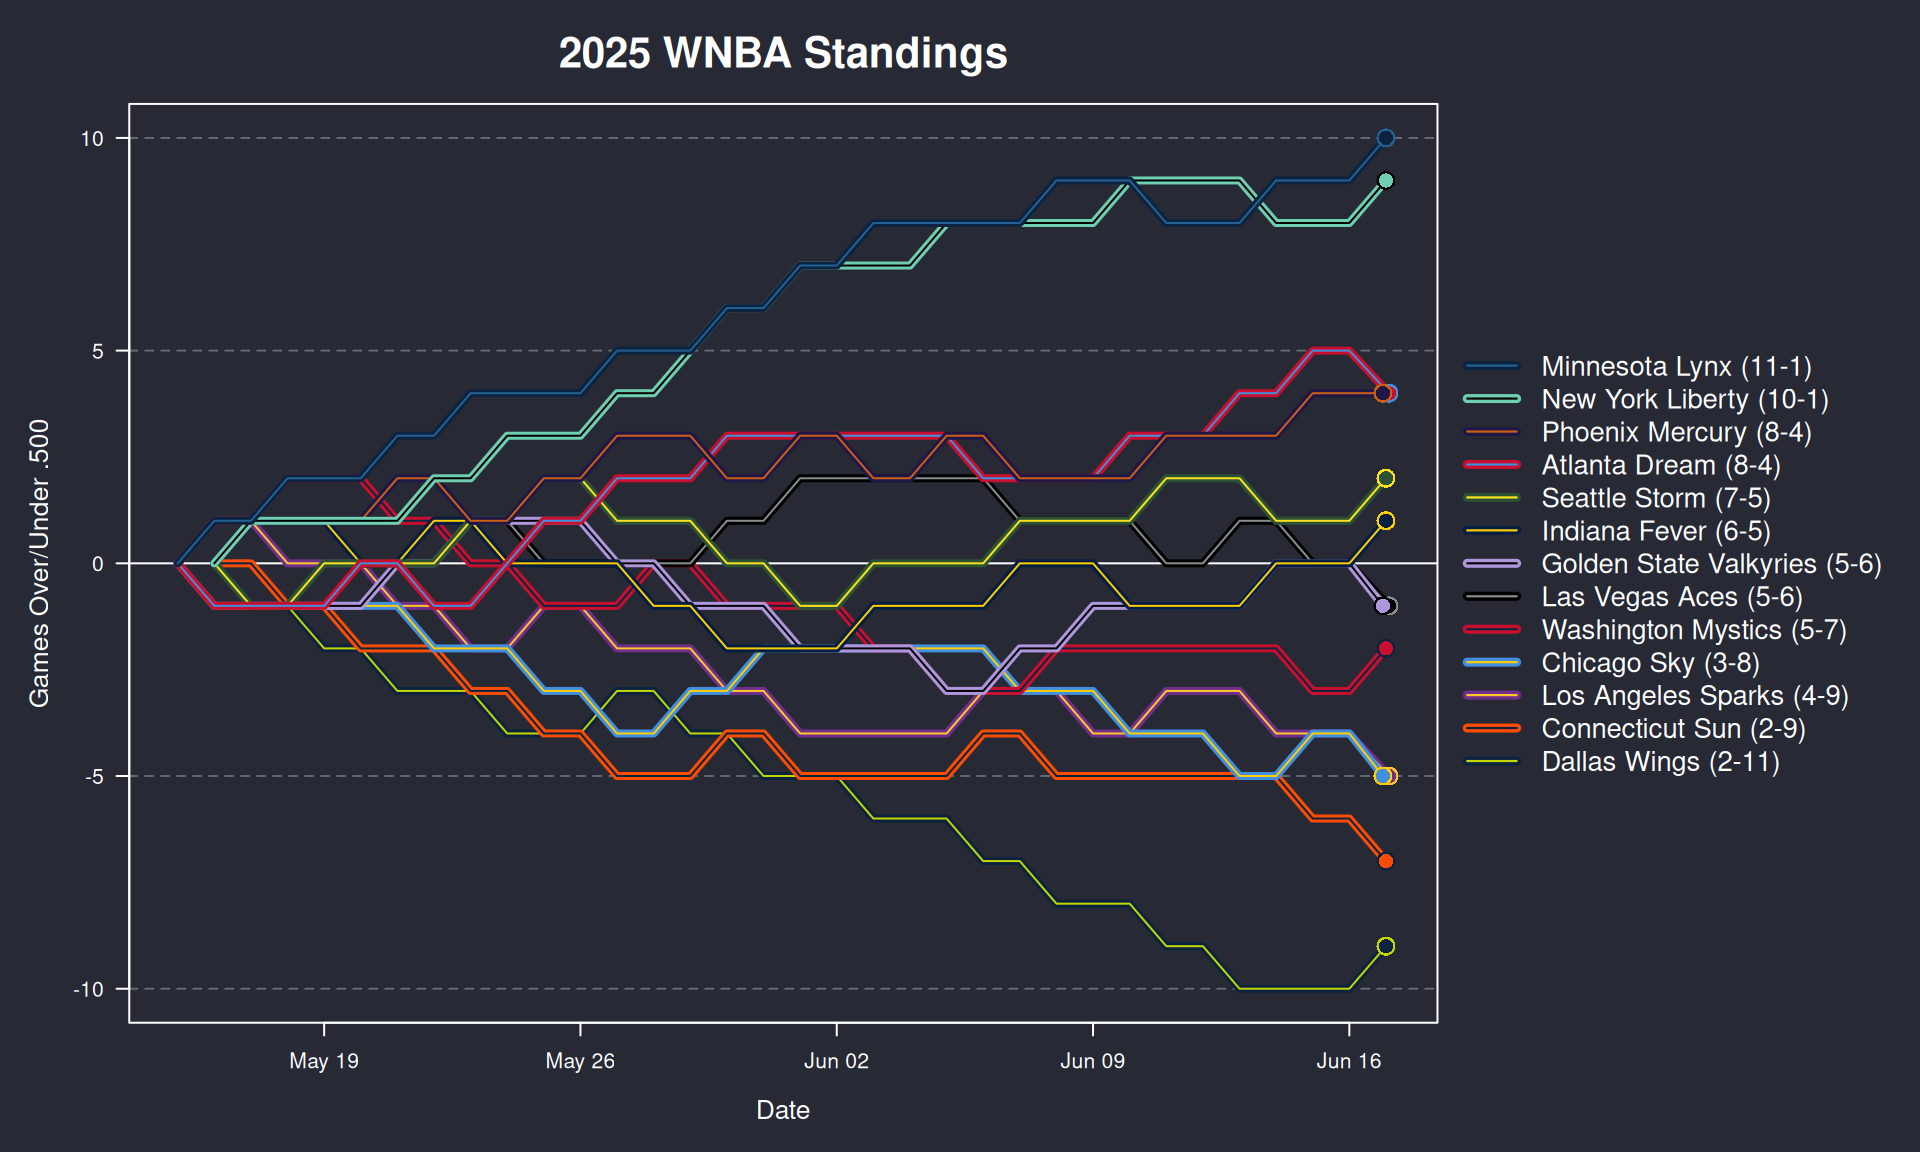 2025 WNBA Standings
Games Over/Under .500
10
5
0
-5
-10
May 19
May 26
Jun 02
Jun 09
Jun 16
Date
Minnesota Lynx (11-1)
New York Liberty (10-1)
Phoenix Mercury (8-4)
Atlanta Dream (8-4)
Seattle Storm (7-5)
Indiana Fever (6-5)
Golden State Valkyries (5-6)
Las Vegas Aces (5-6)
Washington Mystics (5-7)
Chicago Sky (3-8)
Los Angeles Sparks (4-9)
Connecticut Sun (2-9)
Dallas Wings (2-11)